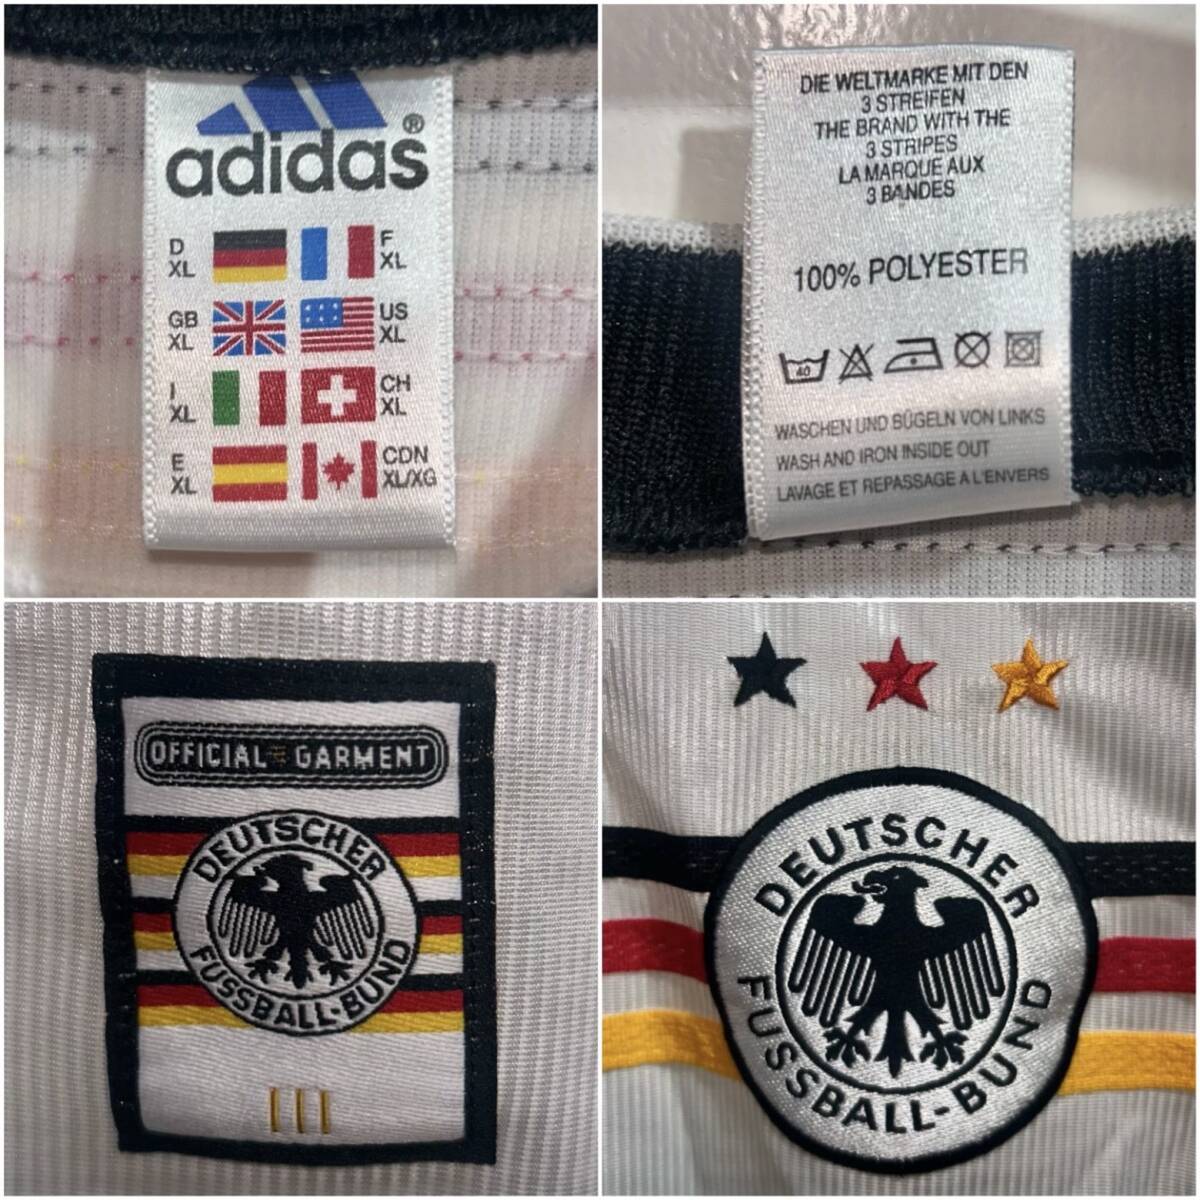 adidas®
D
XL
F
XL
GB
XL
US
XL
I
XL
CH
XL
E
XL
CDN
XL/XG
DIE WELTMARKE MIT DEN
3 STREIFEN
THE BRAND WITH THE
3 STRIPES
LA MARQUE AUX
3 BANDES
100% POLYESTER
40
WASCHEN UND BÜGELN VON LINKS
WASH AND IRON INSIDE OUT
LAVAGE ET REPASSAGE A L'ENVERS
OFFICIAL GARMENT
DEUTSCHER
FUSSBALL-BUND
DEUTSCHER
FUSSBALL-BUND